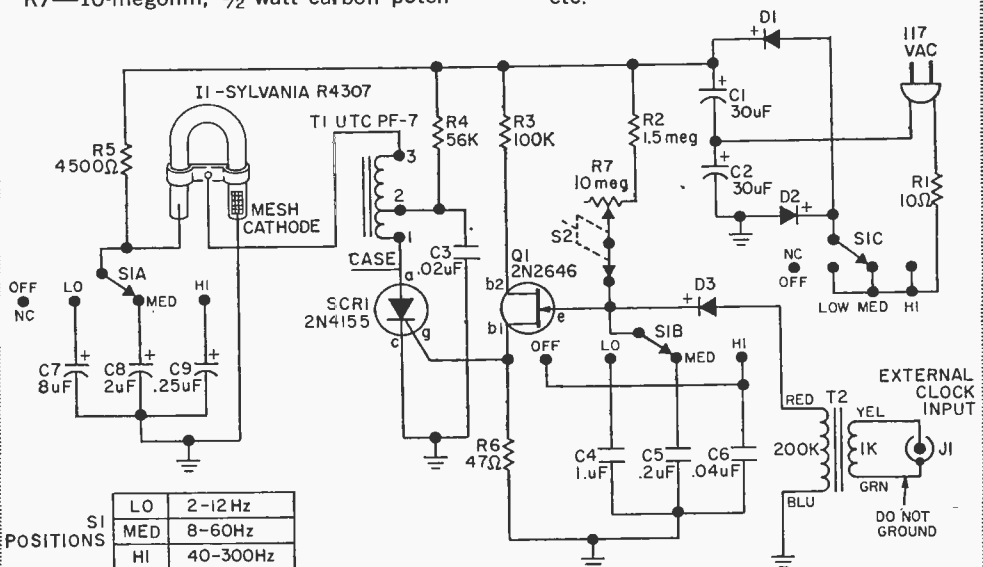 R7—10-megohm, ½ watt carbon poten-
etc.
D1
+
117
VAC
I1-SYLVANIA R4307
T1 UTC PF-7
R5
4500Ω
MESH
CATHODE
3
2
1
R4
56K
R3
100K
R2
1.5 meg
R7
10 meg
+
C1
30uF
+
C2
30uF
D2
+
R1
10Ω
S2
CASE
C3
.02uF
Q1
2N2646
S1C
NC
OFF
LOW MED HI
S1A
OFF
NC
LO
MED
HI
a
SCR1
2N4155
c
g
b2
b1
e
D3
+
S1B
OFF
LO
MED
HI
+
C7
8uF
+
C8
2uF
+
C9
.25uF
R6
47Ω
C4
1.uF
C5
.2uF
C6
.04uF
RED
T2
YEL
EXTERNAL
CLOCK
INPUT
200K
1K
J1
BLU
GRN
DO NOT
GROUND
S1
POSITIONS
LO 2-12Hz
MED 8-60Hz
HI 40-300Hz